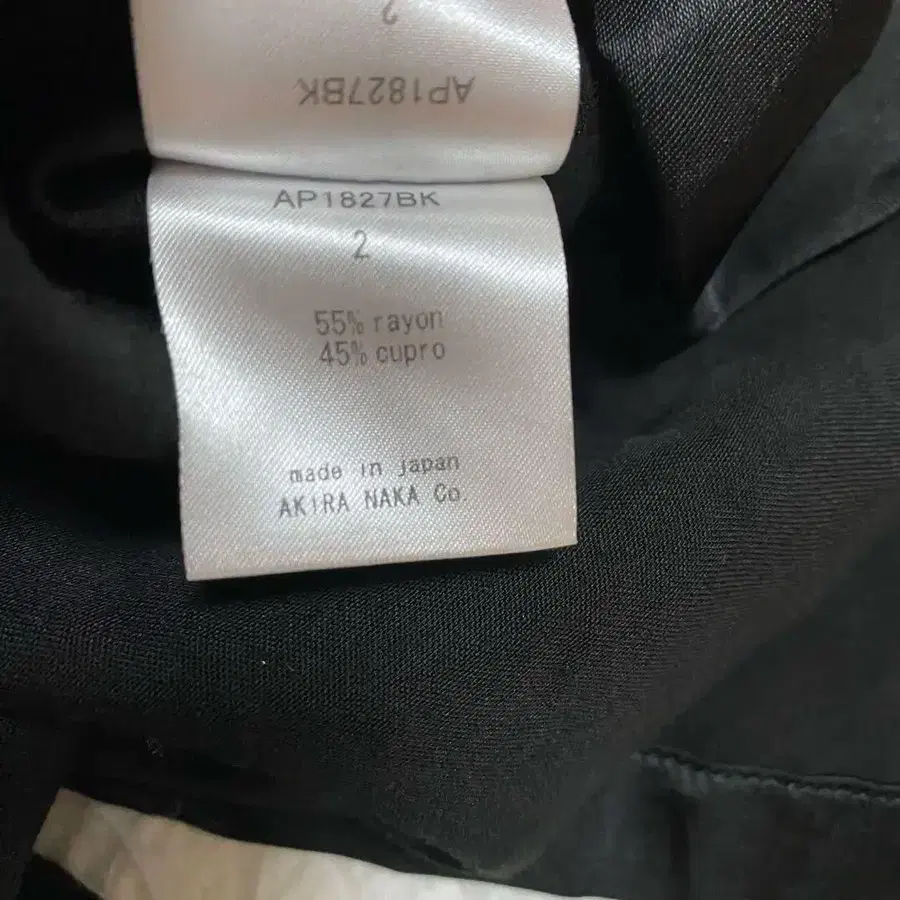 2
AP1827BK
AP1827BK
2
55% rayon
45% cupro
made in japan
AKIRA NAKA Co.